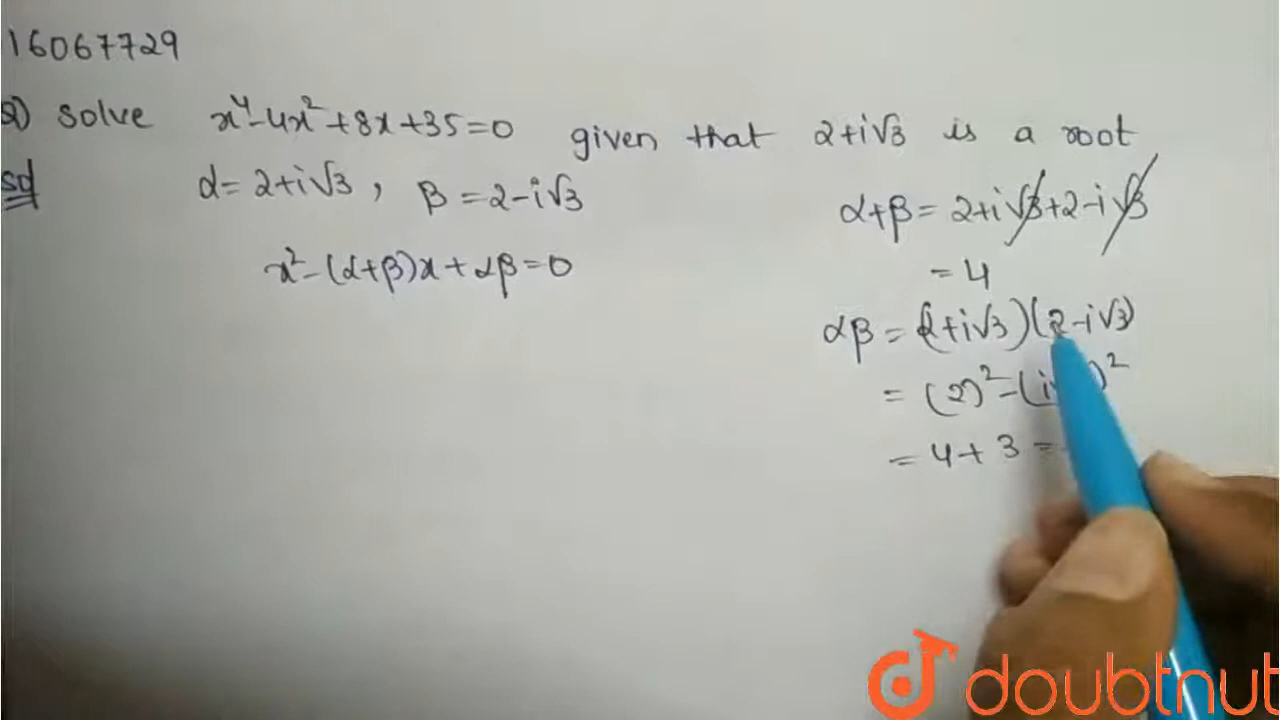 16067729
Q) Solve x⁴-4x²+8x+35=0 given that 2+i√3 is a root
Sol α=2+i√3, β=2-i√3
α+β=2+i√3+2-i√3
x²-(α+β)x+αβ=0
=4
αβ=(2+i√3)(2-i√3)
=(2)²-(i )²
=4+3=
doubtnut